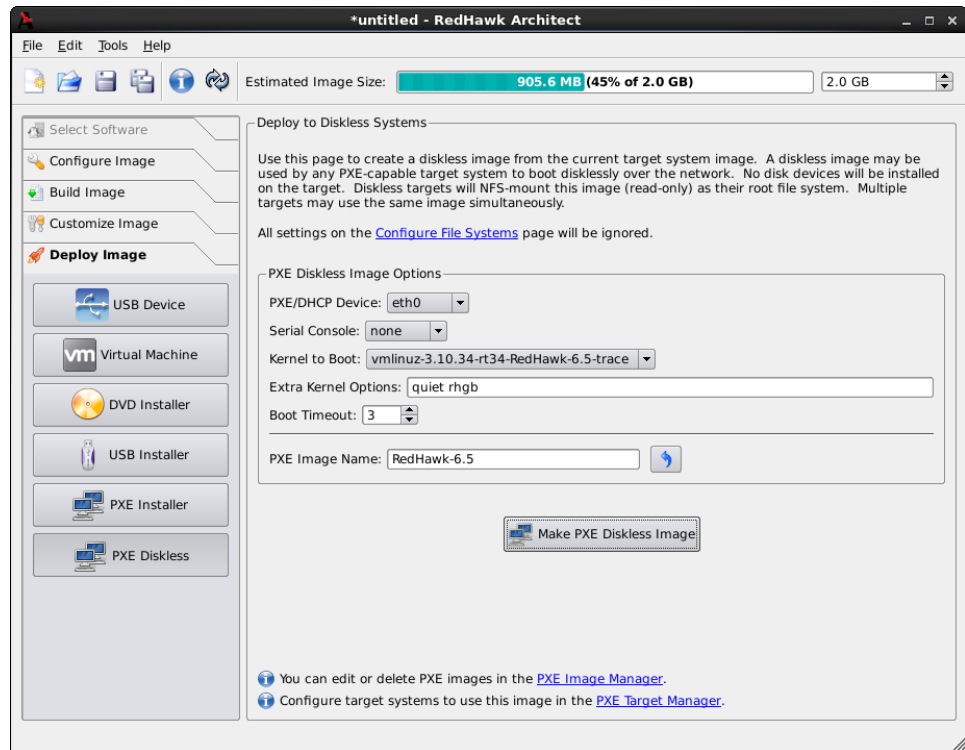 *untitled - RedHawk Architect
File Edit Tools Help
Estimated Image Size: 905.6 MB (45% of 2.0 GB) 2.0 GB
Select Software
Configure Image
Build Image
Customize Image
Deploy Image
USB Device
vm Virtual Machine
DVD Installer
USB Installer
PXE Installer
PXE Diskless
Deploy to Diskless Systems
Use this page to create a diskless image from the current target system image. A diskless image may be
used by any PXE-capable target system to boot disklessly over the network. No disk devices will be installed
on the target. Diskless targets will NFS-mount this image (read-only) as their root file system. Multiple
targets may use the same image simultaneously.
All settings on the Configure File Systems page will be ignored.
PXE Diskless Image Options
PXE/DHCP Device: eth0
Serial Console: none
Kernel to Boot: vmlinuz-3.10.34-rt34-RedHawk-6.5-trace
Extra Kernel Options: quiet rhgb
Boot Timeout: 3
PXE Image Name: RedHawk-6.5
Make PXE Diskless Image
You can edit or delete PXE images in the PXE Image Manager.
Configure target systems to use this image in the PXE Target Manager.